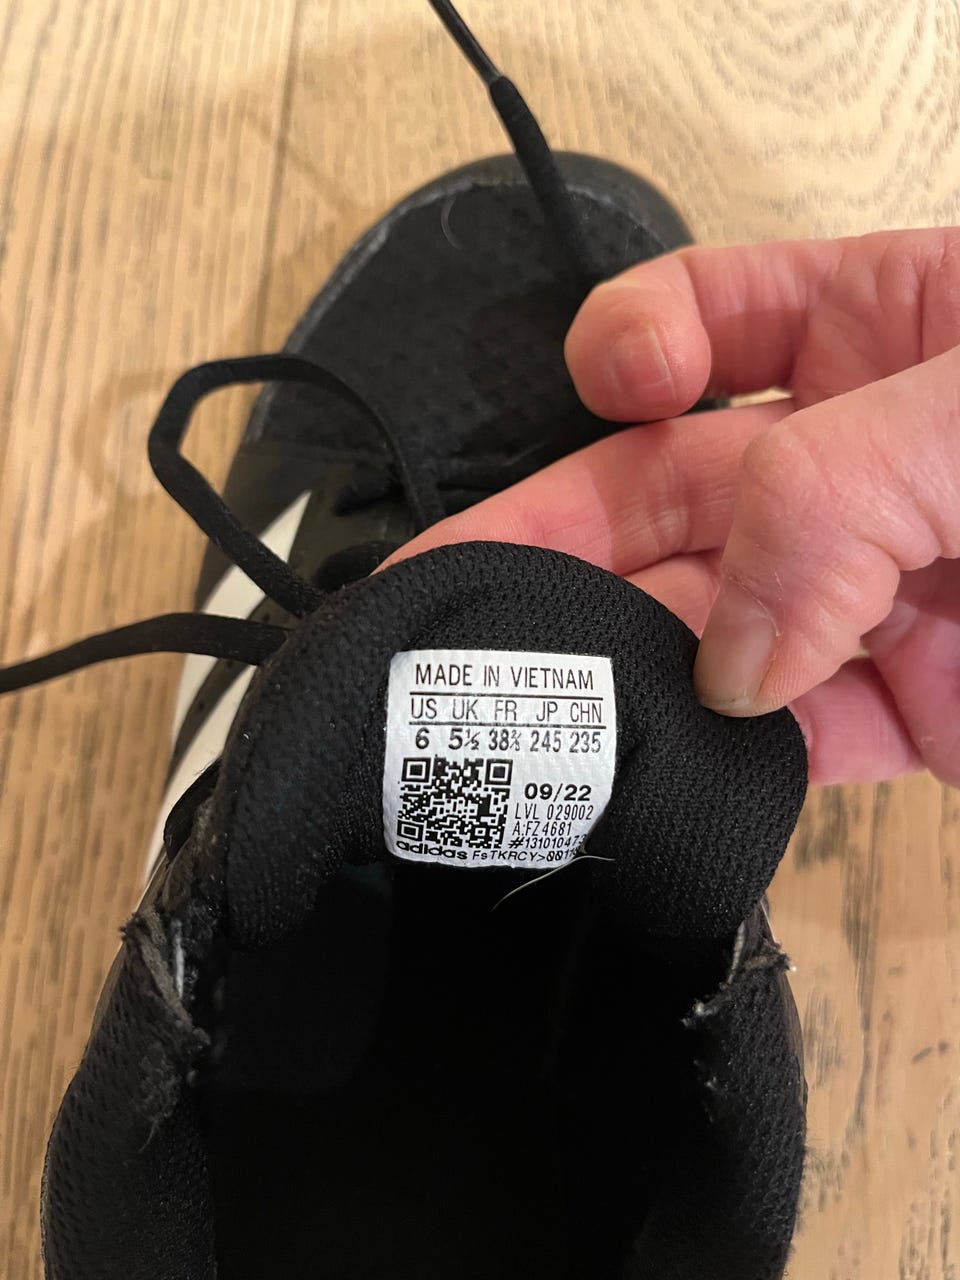 MADE IN VIETNAM
US UK FR JP CHN
6 5½ 38⅔ 245 235
09/22
LVL 029002
A:FZ4681
adidas